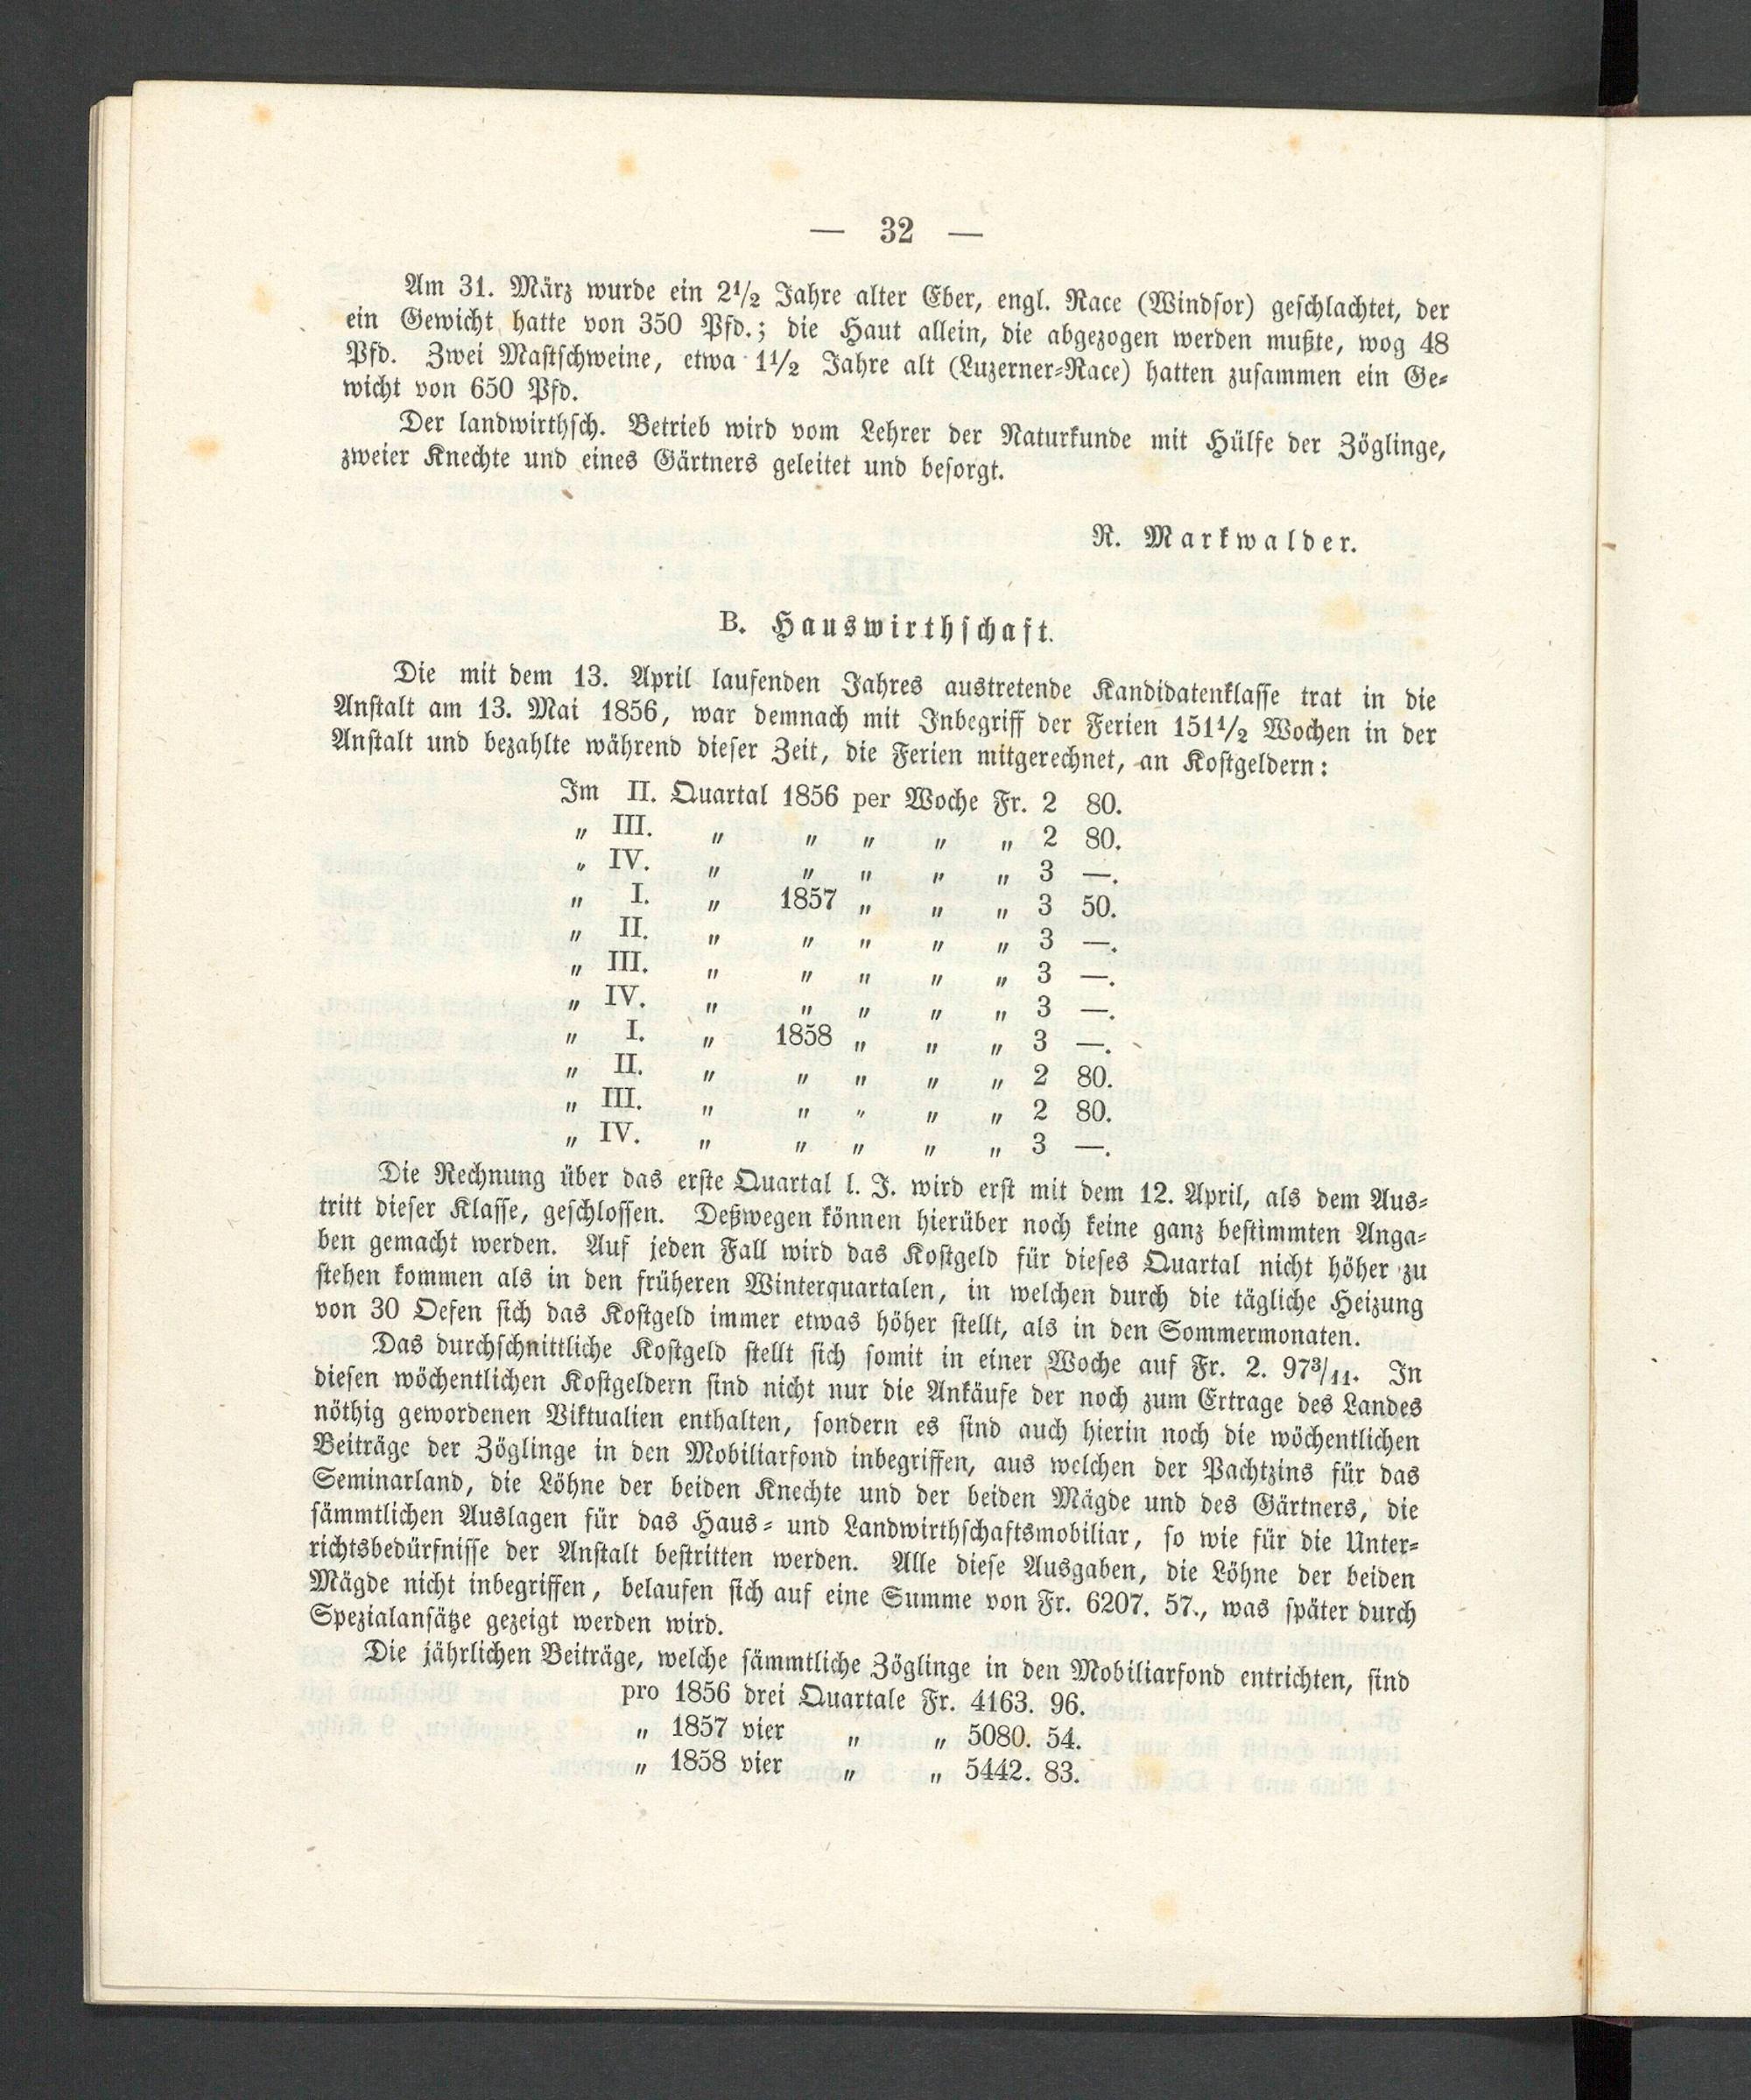 — 32 —
Am 31. März wurde ein 2½ Jahre alter Eber, engl. Race (Windsor) geschlachtet, der
ein Gewicht hatte von 350 Pfd.; die Haut allein, die abgezogen werden mußte, wog 48
Pfd. Zwei Mastschweine, etwa 1½ Jahre alt (Luzerner-Race) hatten zusammen ein Ge-
wicht von 650 Pfd.
Der landwirthsch. Betrieb wird vom Lehrer der Naturkunde mit Hülfe der Zöglinge,
zweier Knechte und eines Gärtners geleitet und besorgt.
R. Markwalder.
B. Hauswirthschaft.
Die mit dem 13. April laufenden Jahres austretende Kandidatenklasse trat in die
Anstalt am 13. Mai 1856, war demnach mit Inbegriff der Ferien 151½ Wochen in der
Anstalt und bezahlte während dieser Zeit, die Ferien mitgerechnet, an Kostgeldern:
Im II. Quartal 1856 per Woche Fr. 2 80.
„ III. „ „ „ „ „ 2 80.
„ IV. „ „ „ „ „ 3 —.
„ I. „ 1857 „ „ „ 3 50.
„ II. „ „ „ „ „ 3 —.
„ III. „ „ „ „ „ 3 —.
„ IV. „ „ „ „ „ 3 —.
„ I. „ 1858 „ „ „ 3 —.
„ II. „ „ „ „ „ 2 80.
„ III. „ „ „ „ „ 2 80.
„ IV. „ „ „ „ „ 3 —.
Die Rechnung über das erste Quartal l. J. wird erst mit dem 12. April, als dem Aus-
tritt dieser Klasse, geschlossen. Deßwegen können hierüber noch keine ganz bestimmten Anga-
ben gemacht werden. Auf jeden Fall wird das Kostgeld für dieses Quartal nicht höher zu
stehen kommen als in den früheren Winterquartalen, in welchen durch die tägliche Heizung
von 30 Oefen sich das Kostgeld immer etwas höher stellt, als in den Sommermonaten.
Das durchschnittliche Kostgeld stellt sich somit in einer Woche auf Fr. 2. 97³/₁₁. In
diesen wöchentlichen Kostgeldern sind nicht nur die Ankäufe der noch zum Ertrage des Landes
nöthig gewordenen Viktualien enthalten, sondern es sind auch hierin noch die wöchentlichen
Beiträge der Zöglinge in den Mobiliarfond inbegriffen, aus welchen der Pachtzins für das
Seminarland, die Löhne der beiden Knechte und der beiden Mägde und des Gärtners, die
sämmtlichen Auslagen für das Haus- und Landwirthschaftsmobiliar, so wie für die Unter-
richtsbedürfnisse der Anstalt bestritten werden. Alle diese Ausgaben, die Löhne der beiden
Mägde nicht inbegriffen, belaufen sich auf eine Summe von Fr. 6207. 57., was später durch
Spezialansätze gezeigt werden wird.
Die jährlichen Beiträge, welche sämmtliche Zöglinge in den Mobiliarfond entrichten, sind
pro 1856 drei Quartale Fr. 4163. 96.
„ 1857 vier „ „ 5080. 54.
„ 1858 vier „ „ 5442. 83.